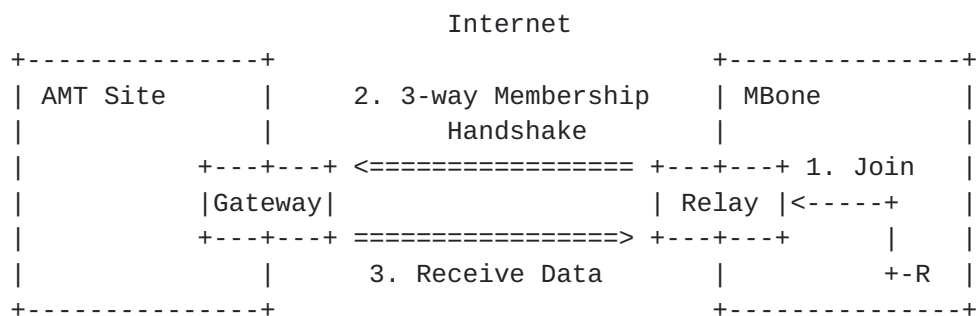 Internet
+---------------+                              +---------------+
| AMT Site      |     2. 3-way Membership      | MBone         |
|               |           Handshake          |               |
|            +---+---+ <================= +---+---+ 1. Join    |
|            |Gateway|                     | Relay |<-----+    |
|            +---+---+ =================> +---+---+      |    |
|               |      3. Receive Data         |          +-R  |
+---------------+                              +---------------+